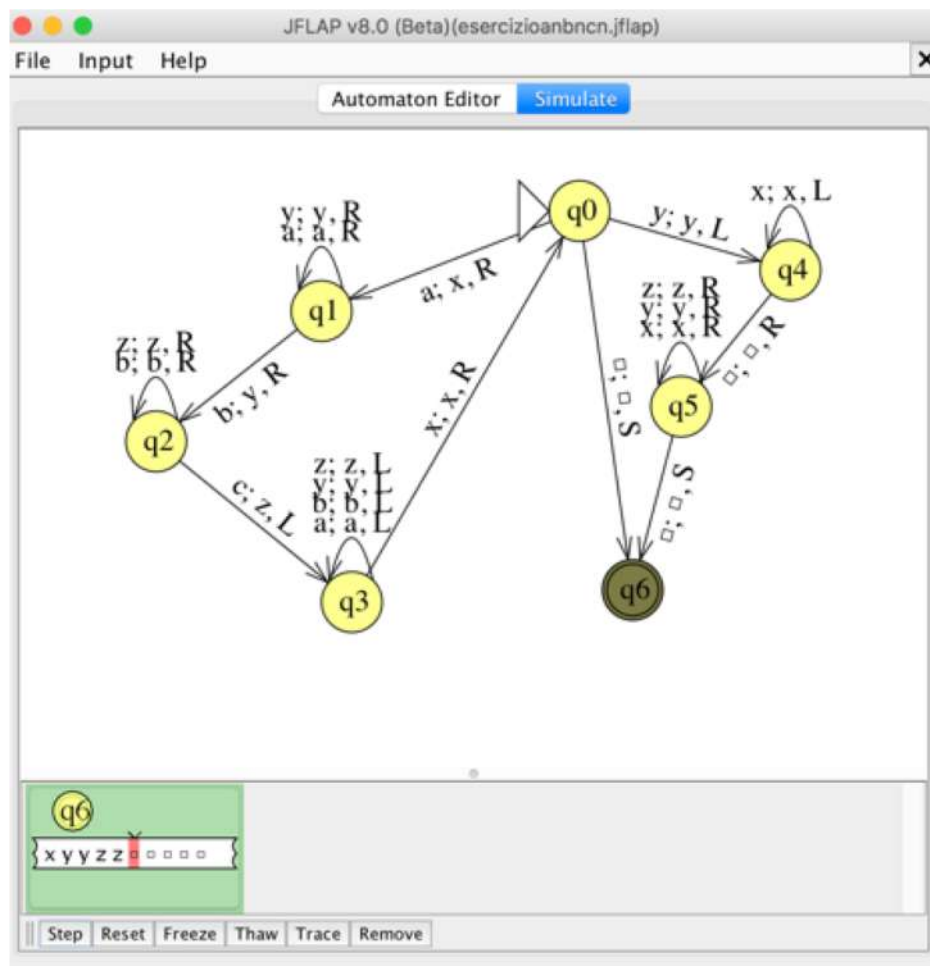 JFLAP v8.0 (Beta)(esercizioanbncn.jflap)
File Input Help
Automaton Editor Simulate
x; x, L
y; y, R
a; a, R
q0
y; y, L
q4
a; x, R
z; z, R
y; y, R
x; x, R
q1
□; □, R
z; z, R
b; b, R
b; y, R
x; x, R
□; □, S
q5
q2
z; z, L
y; y, L
b; b, L
a; a, L
c; z, L
□; □, S
q3
q6
q6
x y y z z □ □ □ □ □
Step Reset Freeze Thaw Trace Remove